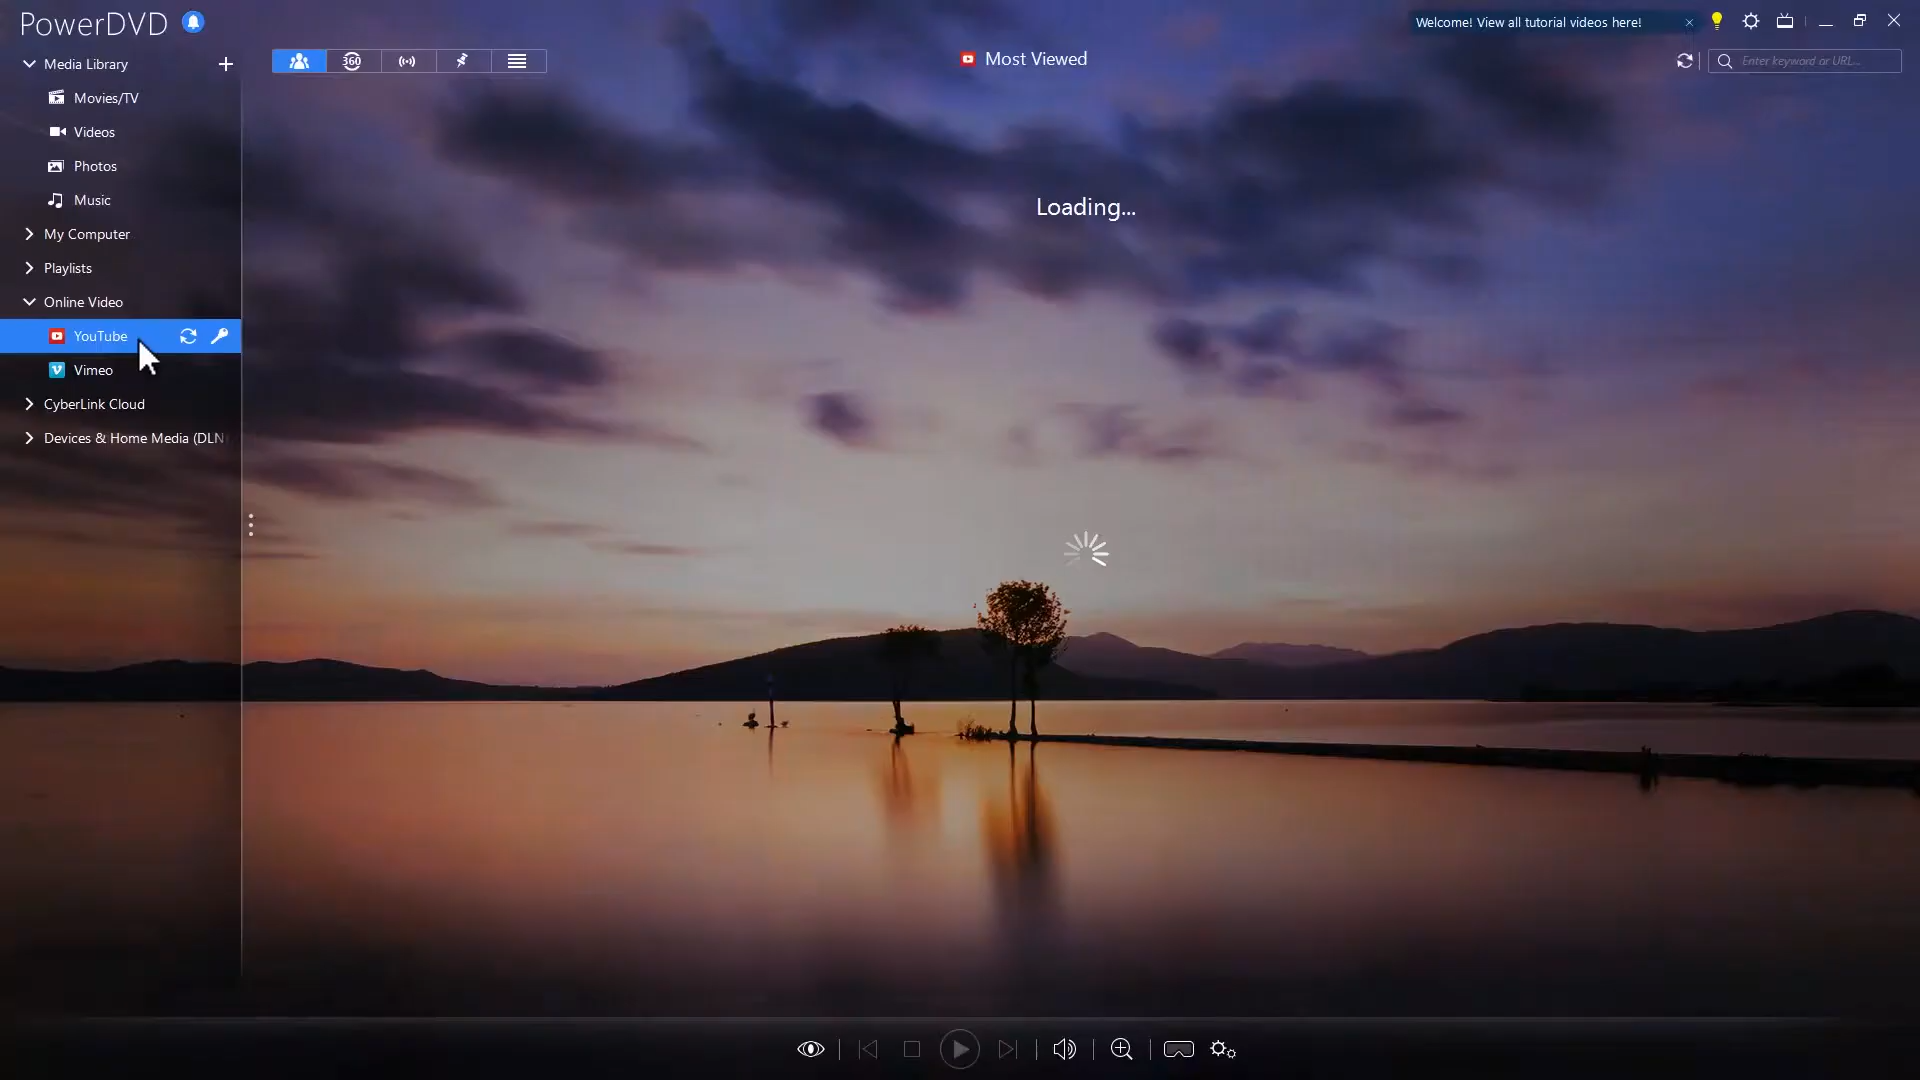 PowerDVD
Welcome! View all tutorial videos here!
Media Library
360
Most Viewed
Enter keyword or URL...
Movies/TV
Videos
Photos
Music
Loading...
My Computer
Playlists
Online Video
YouTube
Vimeo
CyberLink Cloud
Devices & Home Media (DLN